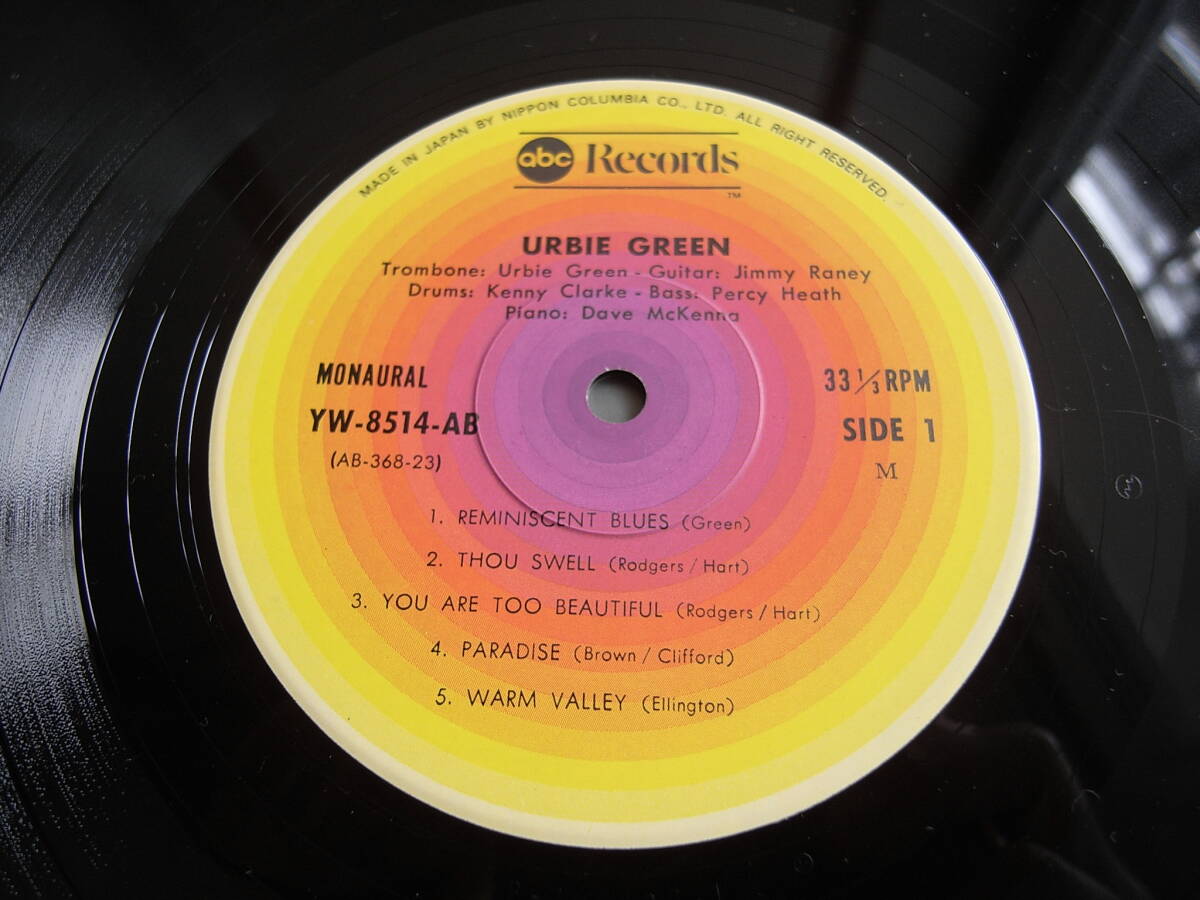 MADE IN JAPAN BY NIPPON COLUMBIA CO., LTD. ALL RIGHT RESERVED.
abc Records ™
URBIE GREEN
Trombone: Urbie Green - Guitar: Jimmy Raney
Drums: Kenny Clarke - Bass: Percy Heath
Piano: Dave McKenna
MONAURAL
33 1/3 RPM
YW-8514-AB
SIDE 1
(AB-368-23)
M
1. REMINISCENT BLUES (Green)
2. THOU SWELL (Rodgers / Hart)
3. YOU ARE TOO BEAUTIFUL (Rodgers / Hart)
4. PARADISE (Brown / Clifford)
5. WARM VALLEY (Ellington)